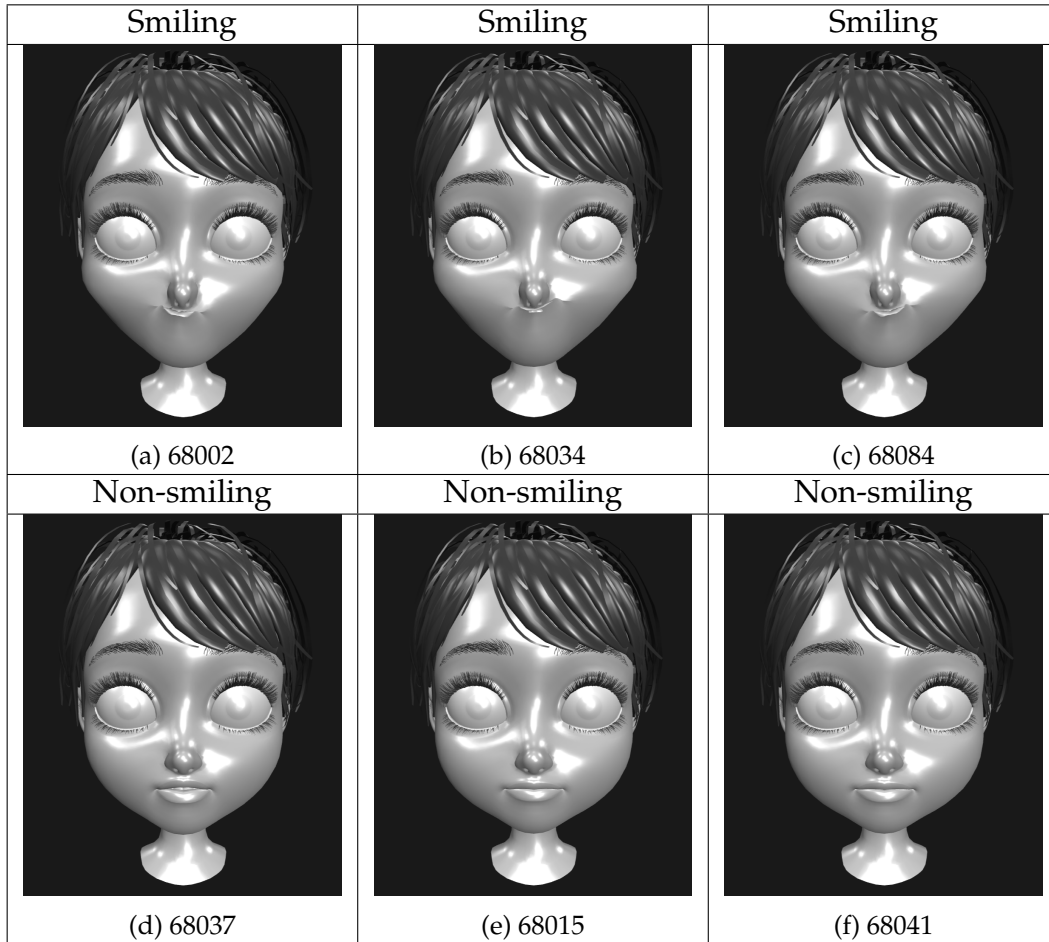 Smiling Smiling Smiling
(a) 68002 (b) 68034 (c) 68084
Non-smiling Non-smiling Non-smiling
(d) 68037 (e) 68015 (f) 68041